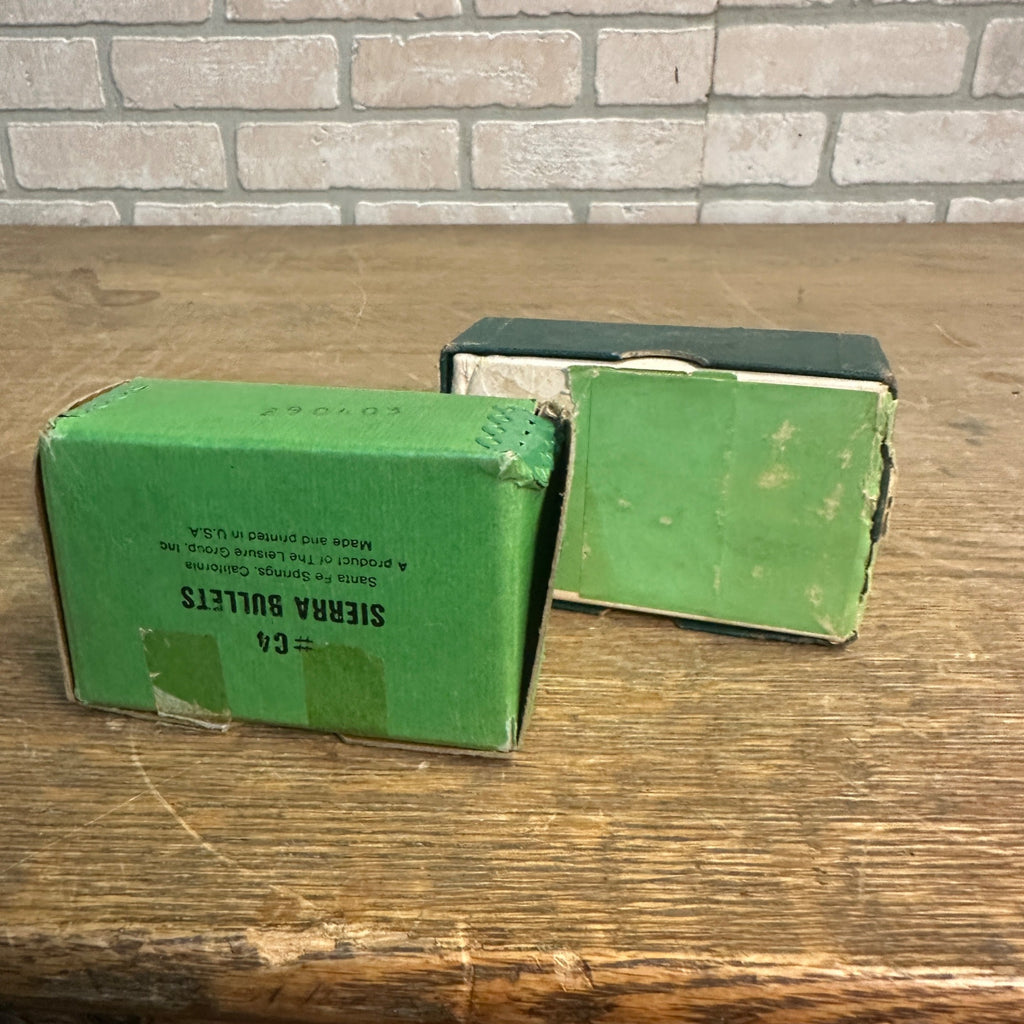 #C4
SIERRA BULLETS
Santa Fe Springs, California
A product of The Leisure Group, Inc
Made and printed in U.S.A